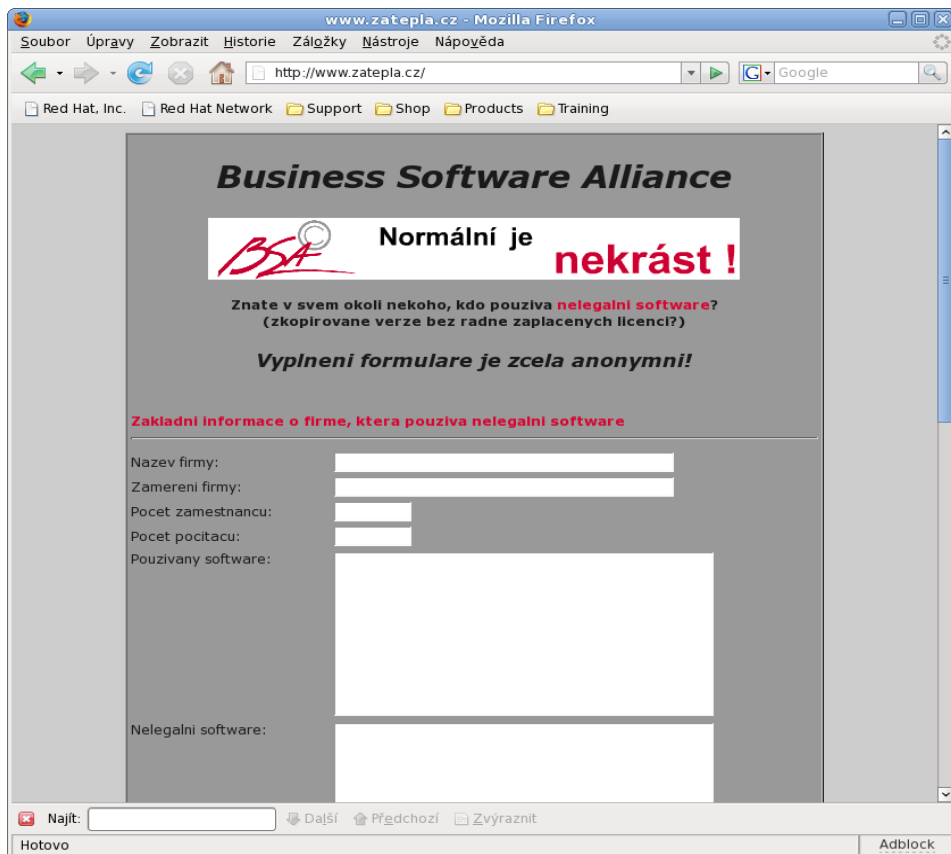 www.zatepla.cz - Mozilla Firefox
Soubor Úpravy Zobrazit Historie Záložky Nástroje Nápověda
http://www.zatepla.cz/
G Google
Red Hat, Inc. Red Hat Network Support Shop Products Training
Business Software Alliance
BSA © Normální je nekrást !
Znate v svem okoli nekoho, kdo pouziva nelegalni software?
(zkopirovane verze bez radne zaplacenych licenci?)
Vyplneni formulare je zcela anonymni!
Zakladni informace o firme, ktera pouziva nelegalni software
Nazev firmy:
Zamereni firmy:
Pocet zamestnancu:
Pocet pocitacu:
Pouzivany software:
Nelegalni software:
Najít: Další Předchozí Zvýraznit
Hotovo Adblock